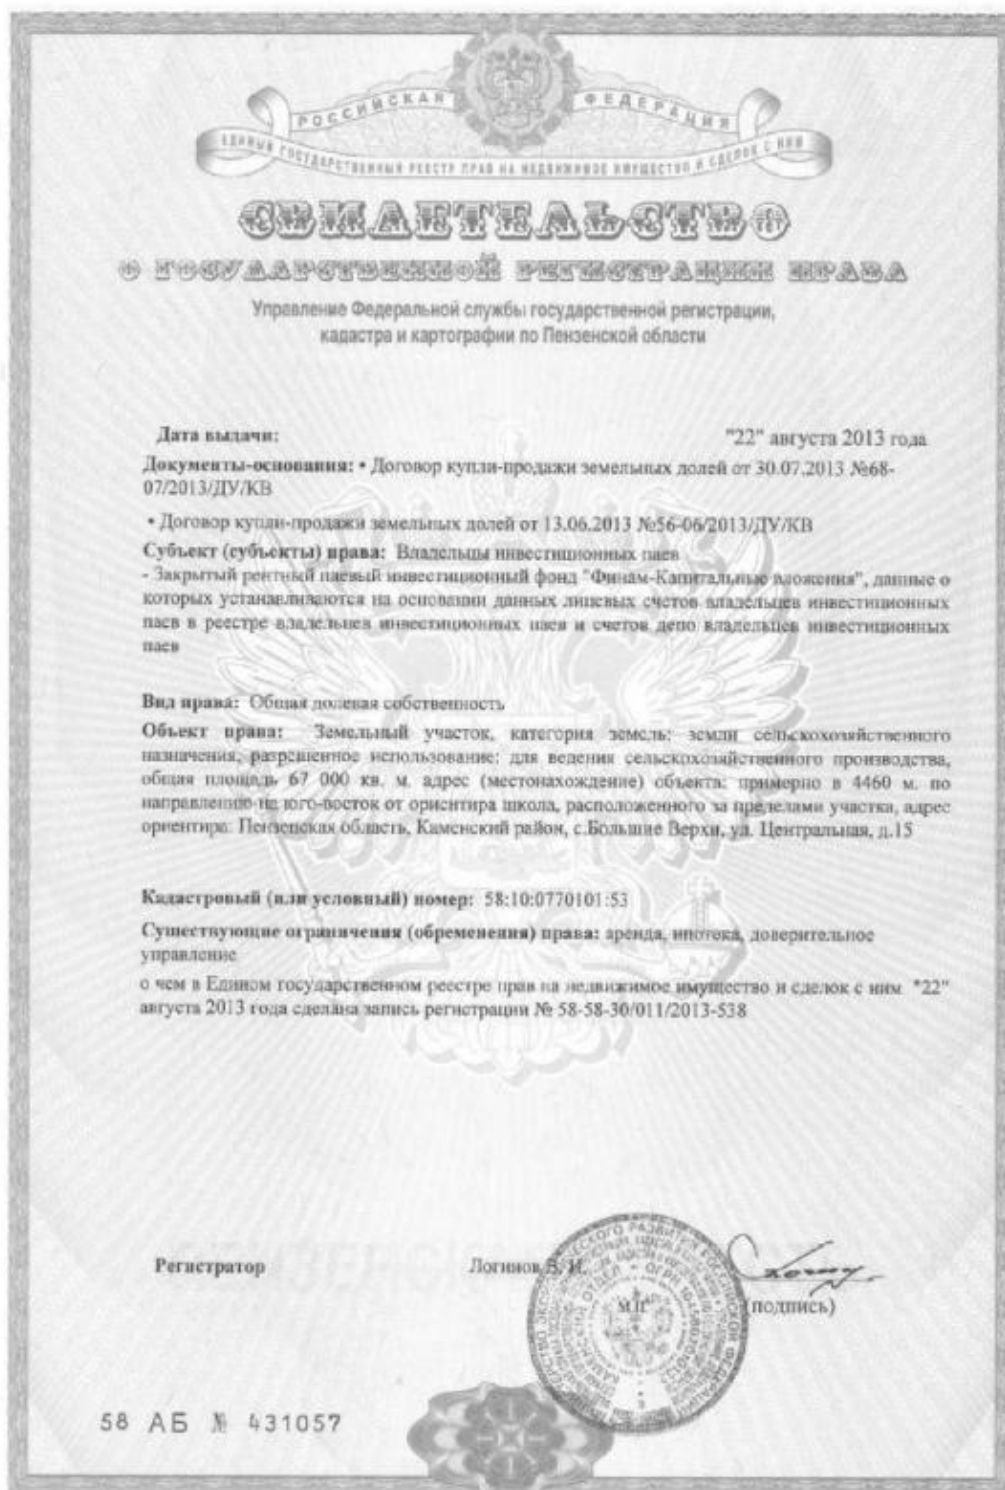 РОССИЙСКАЯ ФЕДЕРАЦИЯ
ЕДИНЫЙ ГОСУДАРСТВЕННЫЙ РЕЕСТР ПРАВ НА НЕДВИЖИМОЕ ИМУЩЕСТВО И СДЕЛОК С НИМ
СВИДЕТЕЛЬСТВО
О ГОСУДАРСТВЕННОЙ РЕГИСТРАЦИИ ПРАВА
Управление Федеральной службы государственной регистрации,
кадастра и картографии по Пензенской области
Дата выдачи: "22" августа 2013 года
Документы-основания: • Договор купли-продажи земельных долей от 30.07.2013 №68-
07/2013/ДУ/КВ
• Договор купли-продажи земельных долей от 13.06.2013 №56-06/2013/ДУ/КВ
Субъект (субъекты) права: Владельцы инвестиционных паев
- Закрытый рентный паевый инвестиционный фонд "Финам-Капитальные вложения", данные о
которых устанавливаются на основании данных лицевых счетов владельцев инвестиционных
паев в реестре владельцев инвестиционных паев и счетов депо владельцев инвестиционных
паев
Вид права: Общая долевая собственность
Объект права: Земельный участок, категория земель: земли сельскохозяйственного
назначения, разрешенное использование: для ведения сельскохозяйственного производства,
общая площадь 67 000 кв. м. адрес (местонахождение) объекта: примерно в 4460 м. по
направлению на юго-восток от ориентира школа, расположенного за пределами участка, адрес
ориентира: Пензенская область, Каменский район, с.Большие Верхи, ул. Центральная, д.15
Кадастровый (или условный) номер: 58:10:0770101:53
Существующие ограничения (обременения) права: аренда, ипотека, доверительное
управление
о чем в Едином государственном реестре прав на недвижимое имущество и сделок с ним "22"
августа 2013 года сделана запись регистрации № 58-58-30/011/2013-538
Регистратор Логинов В. И.
М.П. (подпись)
58 АБ № 431057